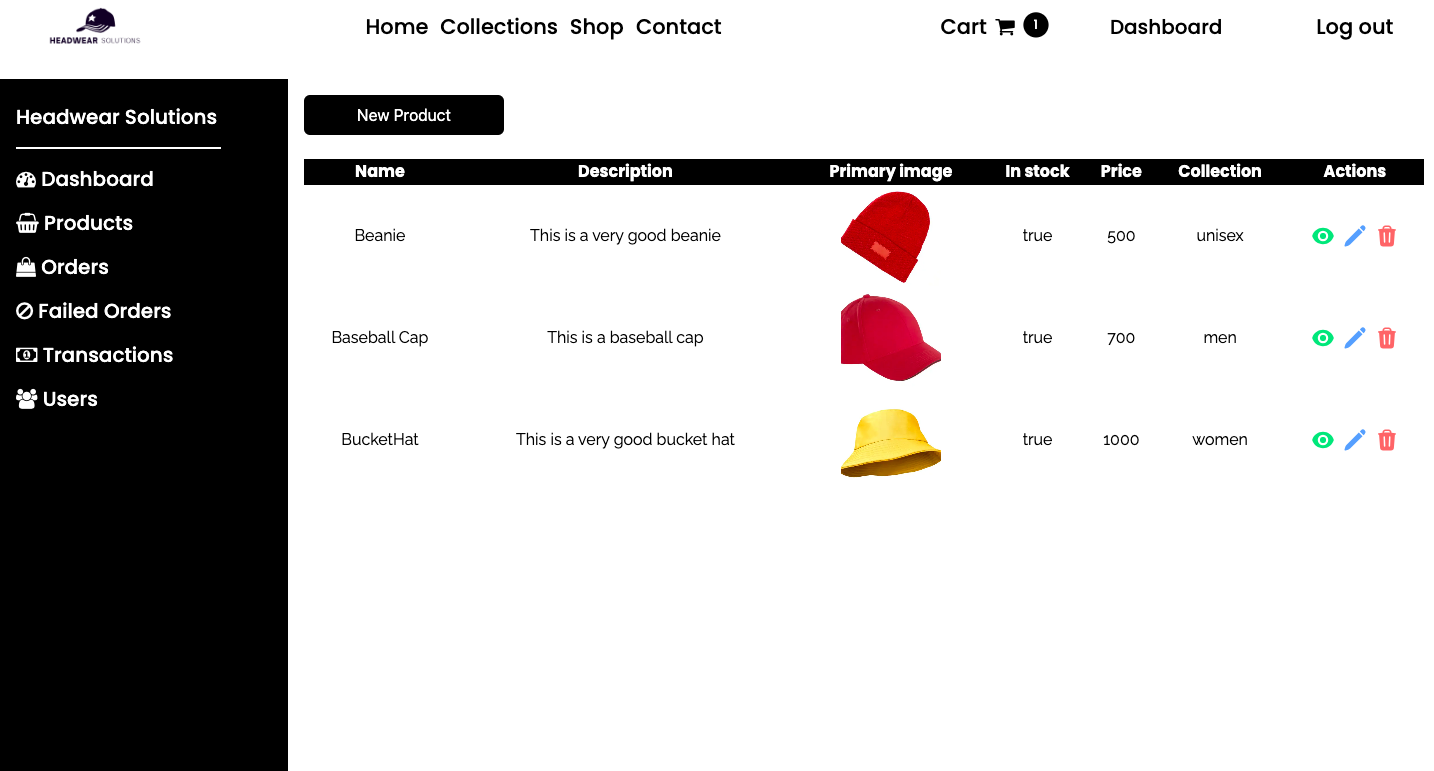 HEADWEAR SOLUTIONS
Home Collections Shop Contact
Cart 1
Dashboard
Log out
Headwear Solutions
Dashboard
Products
Orders
Failed Orders
Transactions
Users
New Product
Name Description Primary image In stock Price Collection Actions
Beanie This is a very good beanie true 500 unisex
Baseball Cap This is a baseball cap true 700 men
BucketHat This is a very good bucket hat true 1000 women